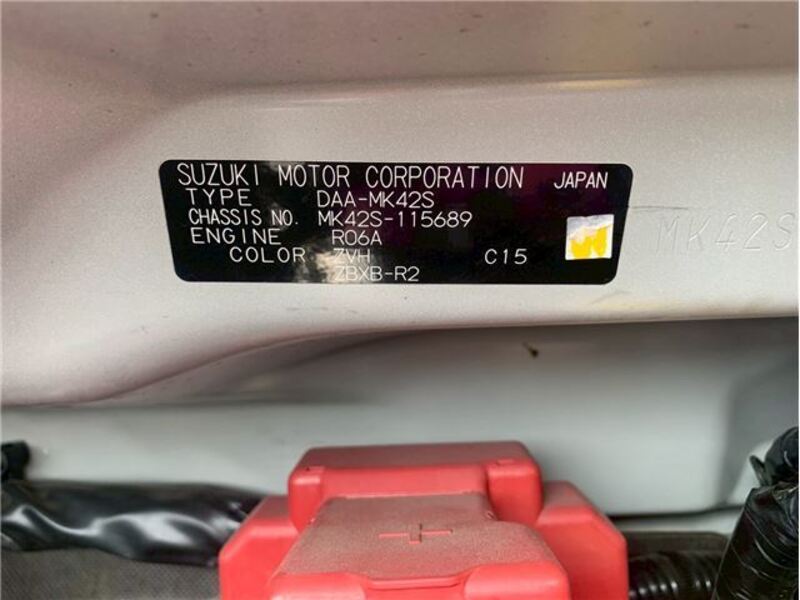 SUZUKI MOTOR CORPORATION JAPAN
TYPE DAA-MK42S
CHASSIS NO. MK42S-115689
ENGINE R06A
COLOR ZVH C15
ZBXB-R2
MK42S
+